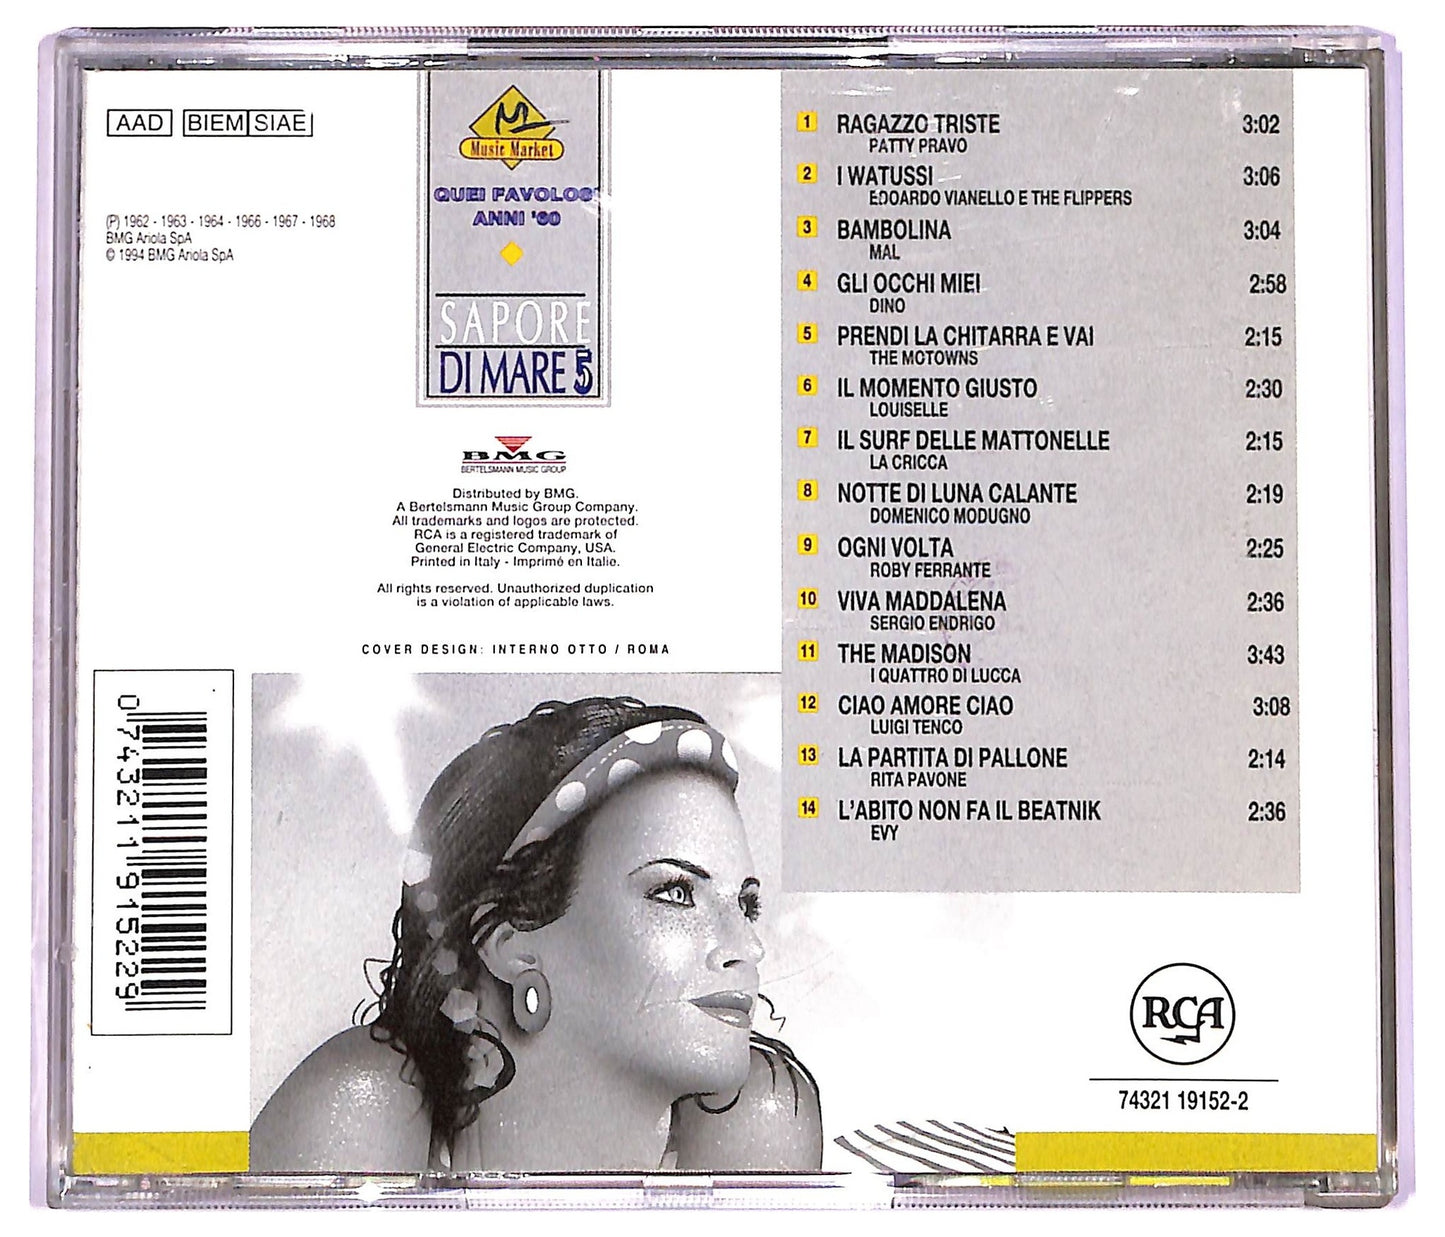 AAD BIEM SIAE
(P) 1962 - 1963 - 1964 - 1966 - 1967 - 1968
BMG Ariola SpA
© 1994 BMG Ariola SpA
Music Market
QUEI FAVOLOSI
ANNI '60
SAPORE
DI MARE 5
BMG
BERTELSMANN MUSIC GROUP
Distributed by BMG.
A Bertelsmann Music Group Company.
All trademarks and logos are protected.
RCA is a registered trademark of
General Electric Company, USA.
Printed in Italy - Imprimé en Italie.
All rights reserved. Unauthorized duplication
is a violation of applicable laws.
COVER DESIGN: INTERNO OTTO / ROMA
1 RAGAZZO TRISTE 3:02
PATTY PRAVO
2 I WATUSSI 3:06
EDOARDO VIANELLO E THE FLIPPERS
3 BAMBOLINA 3:04
MAL
4 GLI OCCHI MIEI 2:58
DINO
5 PRENDI LA CHITARRA E VAI 2:15
THE MOTOWNS
6 IL MOMENTO GIUSTO 2:30
LOUISELLE
7 IL SURF DELLE MATTONELLE 2:15
LA CRICCA
8 NOTTE DI LUNA CALANTE 2:19
DOMENICO MODUGNO
9 OGNI VOLTA 2:25
ROBY FERRANTE
10 VIVA MADDALENA 2:36
SERGIO ENDRIGO
11 THE MADISON 3:43
I QUATTRO DI LUCCA
12 CIAO AMORE CIAO 3:08
LUIGI TENCO
13 LA PARTITA DI PALLONE 2:14
RITA PAVONE
14 L'ABITO NON FA IL BEATNIK 2:36
EVY
0 74321 19152 29
RCA
74321 19152-2